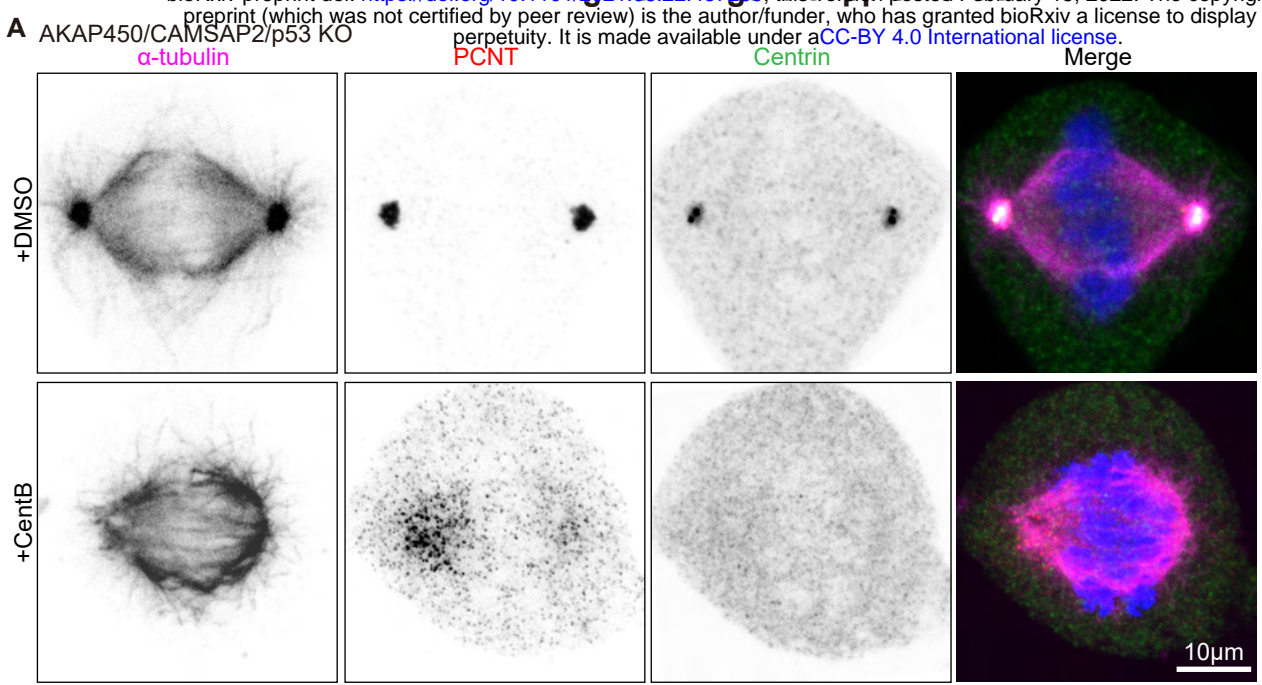 preprint (which was not certified by peer review) is the author/funder, who has granted bioRxiv a license to display
perpetuity. It is made available under aCC-BY 4.0 International license.
A AKAP450/CAMSAP2/p53 KO
α-tubulin PCNT Centrin Merge
+DMSO
+CentB
10μm